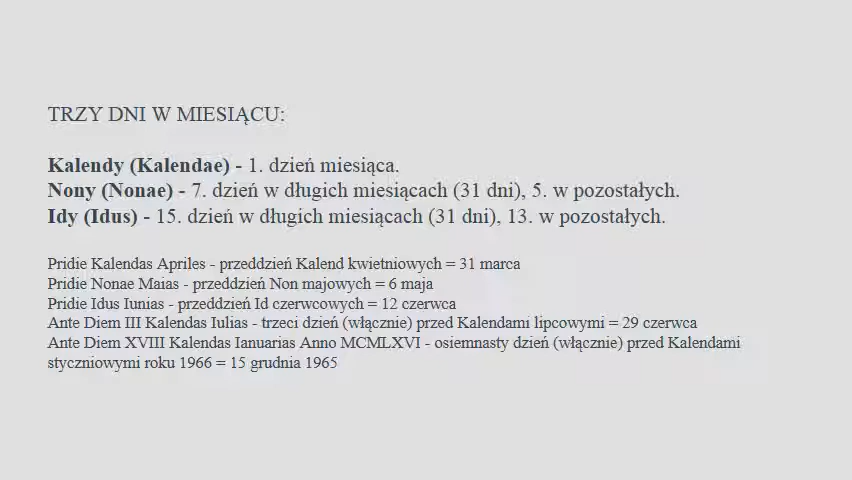 TRZY DNI W MIESIĄCU:
Kalendy (Kalendae) - 1. dzień miesiąca.
Nony (Nonae) - 7. dzień w długich miesiącach (31 dni), 5. w pozostałych.
Idy (Idus) - 15. dzień w długich miesiącach (31 dni), 13. w pozostałych.
Pridie Kalendas Apriles - przeddzień Kalend kwietniowych = 31 marca
Pridie Nonae Maias - przeddzień Non majowych = 6 maja
Pridie Idus Iunias - przeddzień Id czerwcowych = 12 czerwca
Ante Diem III Kalendas Iulias - trzeci dzień (włącznie) przed Kalendami lipcowymi = 29 czerwca
Ante Diem XVIII Kalendas Ianuarias Anno MCMLXVI - osiemnasty dzień (włącznie) przed Kalendami
styczniowymi roku 1966 = 15 grudnia 1965